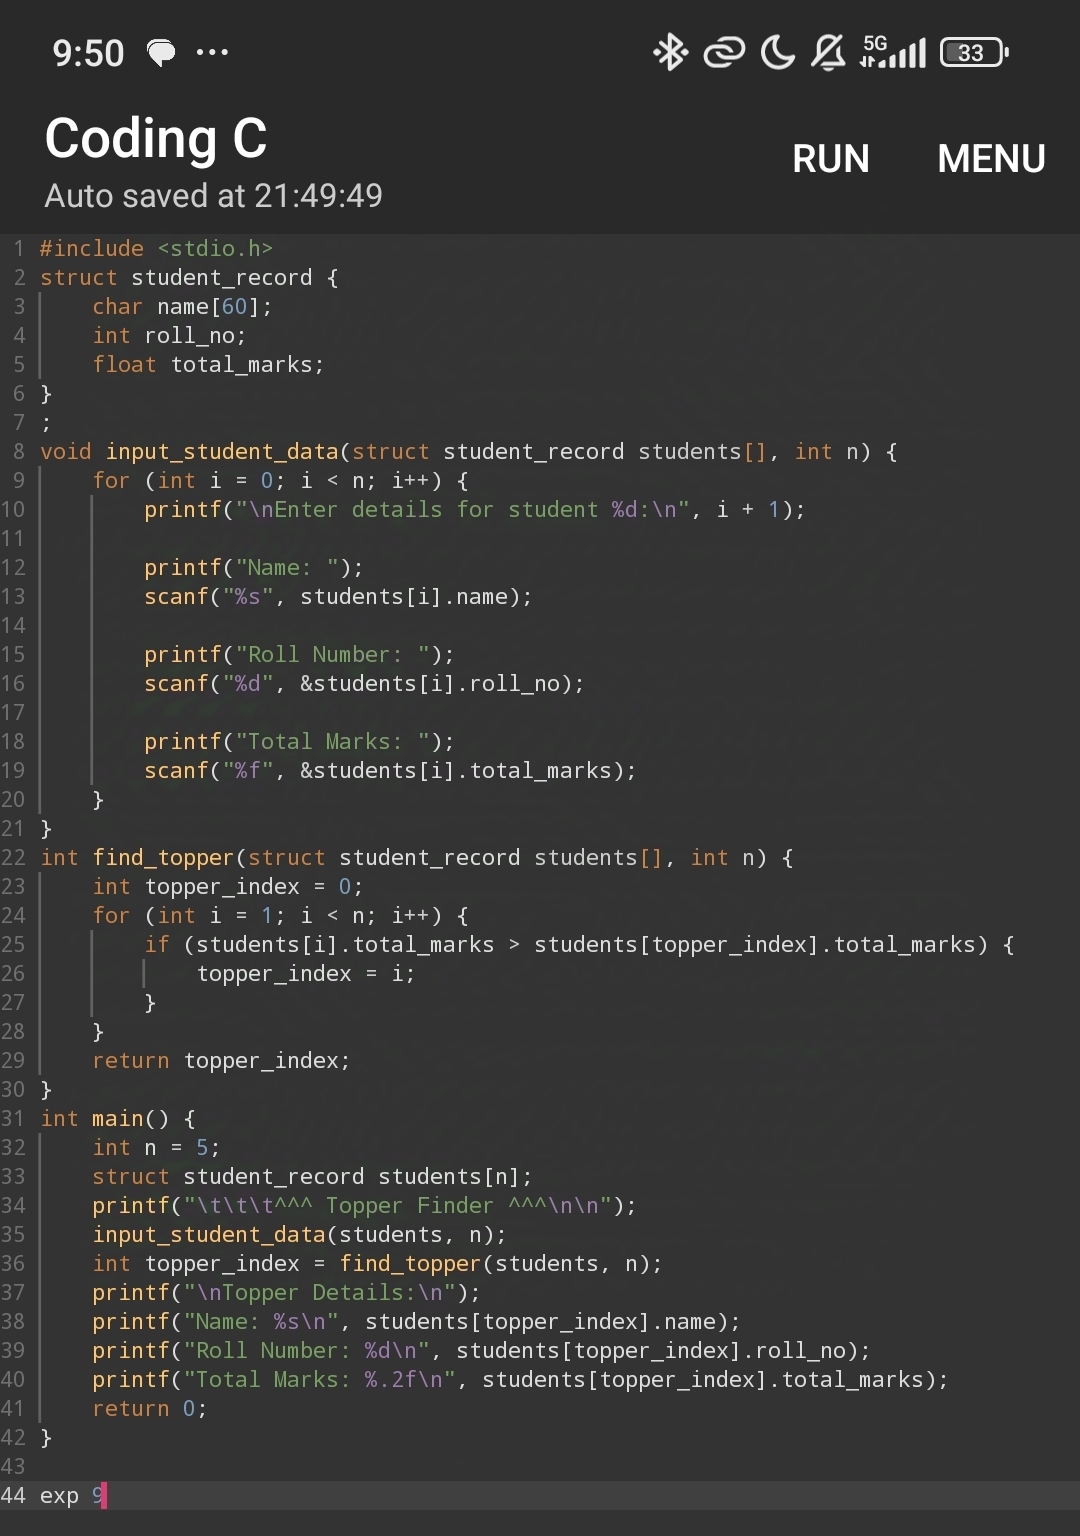 9:50 ... 5G 33
Coding C
RUN MENU
Auto saved at 21:49:49
1 #include <stdio.h>
2 struct student_record {
3     char name[60];
4     int roll_no;
5     float total_marks;
6 }
7 ;
8 void input_student_data(struct student_record students[], int n) {
9     for (int i = 0; i < n; i++) {
10         printf("\nEnter details for student %d:\n", i + 1);
11
12         printf("Name: ");
13         scanf("%s", students[i].name);
14
15         printf("Roll Number: ");
16         scanf("%d", &students[i].roll_no);
17
18         printf("Total Marks: ");
19         scanf("%f", &students[i].total_marks);
20     }
21 }
22 int find_topper(struct student_record students[], int n) {
23     int topper_index = 0;
24     for (int i = 1; i < n; i++) {
25         if (students[i].total_marks > students[topper_index].total_marks) {
26             topper_index = i;
27         }
28     }
29     return topper_index;
30 }
31 int main() {
32     int n = 5;
33     struct student_record students[n];
34     printf("\t\t\t^^^ Topper Finder ^^^\n\n");
35     input_student_data(students, n);
36     int topper_index = find_topper(students, n);
37     printf("\nTopper Details:\n");
38     printf("Name: %s\n", students[topper_index].name);
39     printf("Roll Number: %d\n", students[topper_index].roll_no);
40     printf("Total Marks: %.2f\n", students[topper_index].total_marks);
41     return 0;
42 }
43
44 exp 9